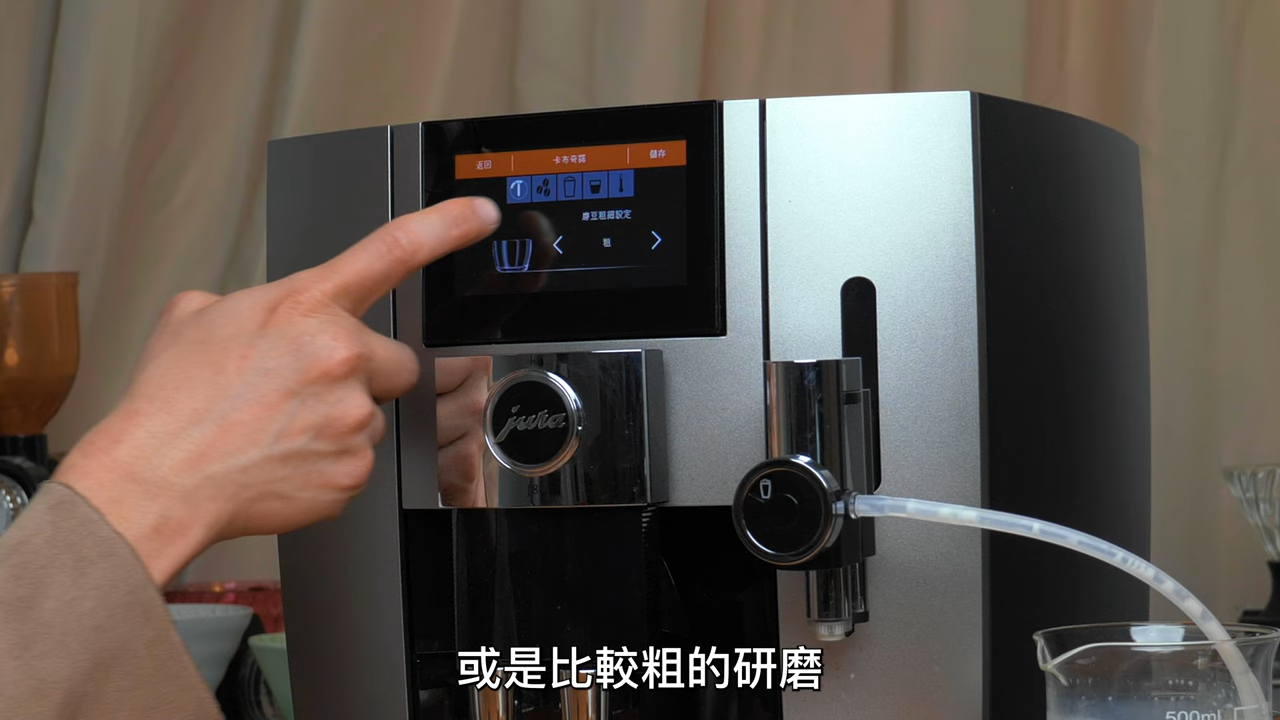 返回 卡布奇諾 儲存
磨豆粗細設定
粗
jura
或是比較粗的研磨
500ml